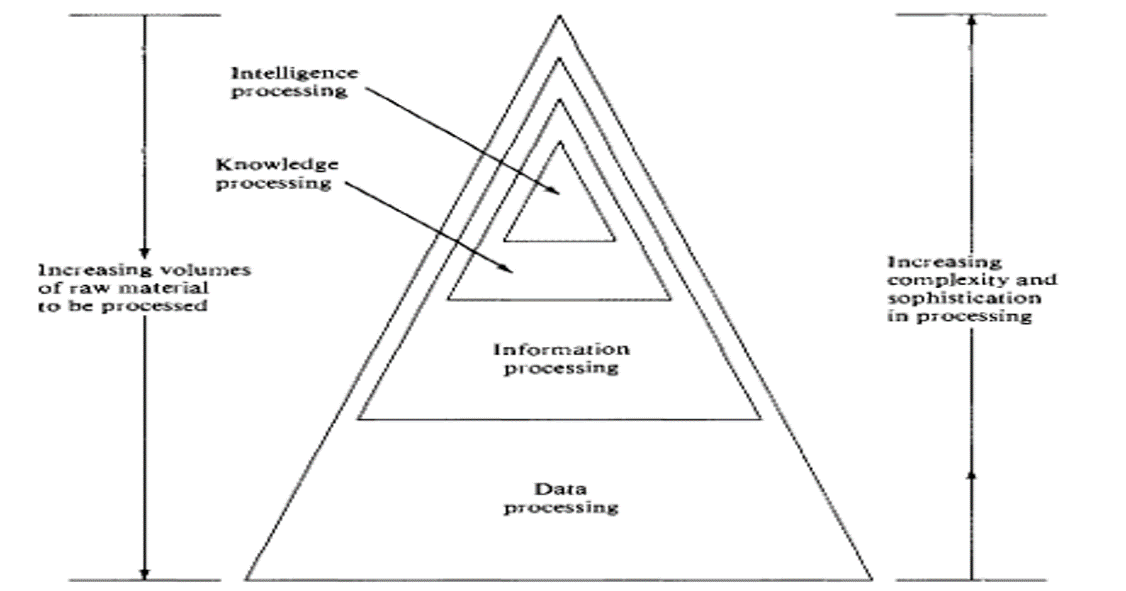 Intelligence
processing
Knowledge
processing
Increasing volumes
of raw material
to be processed
Increasing
complexity and
sophistication
in processing
Information
processing
Data
processing